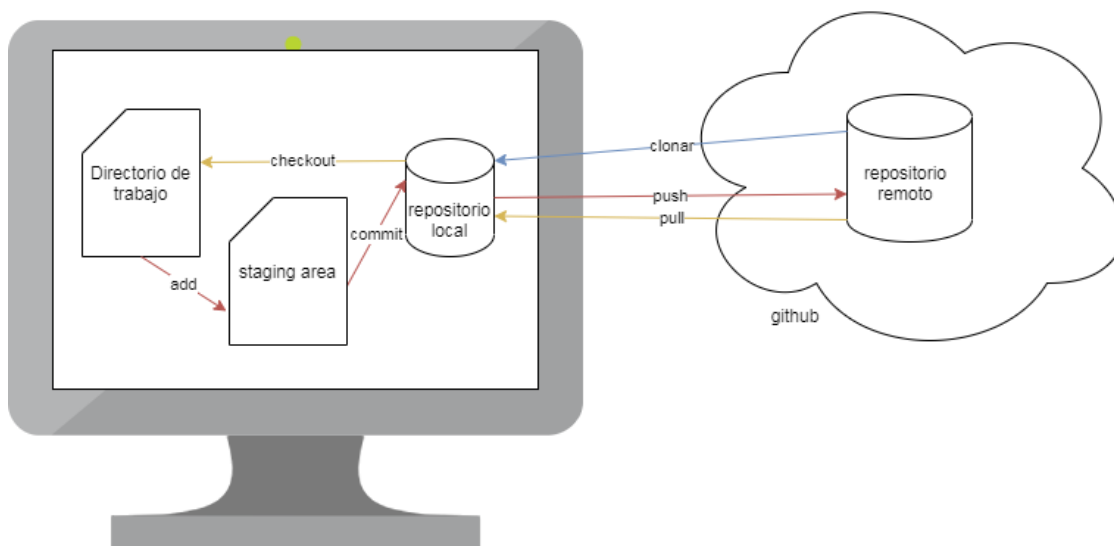 Directorio de
trabajo
checkout
add
staging area
commit
repositorio
local
clonar
push
pull
repositorio
remoto
github